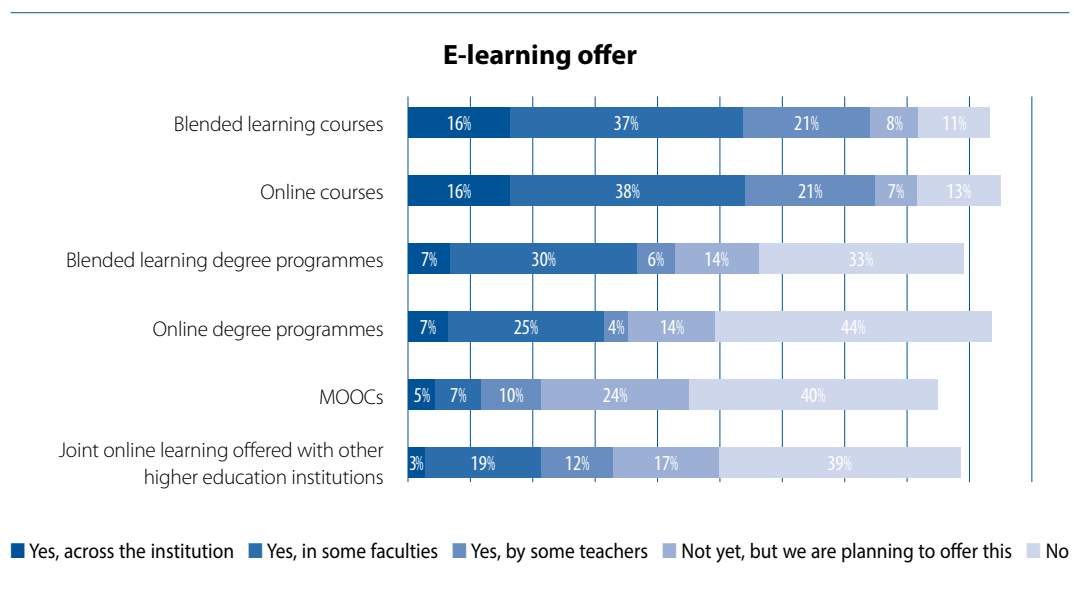 E-learning offer
Blended learning courses 16% 37% 21% 8% 11%
Online courses 16% 38% 21% 7% 13%
Blended learning degree programmes 7% 30% 6% 14% 33%
Online degree programmes 7% 25% 4% 14% 44%
MOOCs 5% 7% 10% 24% 40%
Joint online learning offered with other
higher education institutions 3% 19% 12% 17% 39%
Yes, across the institution Yes, in some faculties Yes, by some teachers Not yet, but we are planning to offer this No